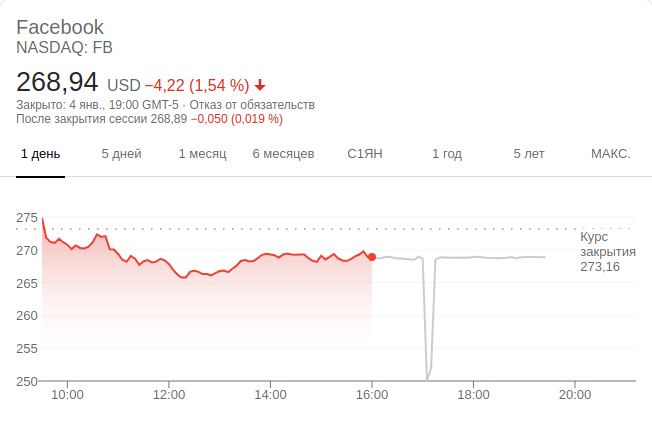 Facebook
NASDAQ: FB
268,94 USD −4,22 (1,54 %)
Закрыто: 4 янв., 19:00 GMT-5 · Отказ от обязательств
После закрытия сессии 268,89 −0,050 (0,019 %)
1 день 5 дней 1 месяц 6 месяцев С1ЯН 1 год 5 лет МАКС.
275
270
265
260
255
250
Курс
закрытия
273,16
10:00 12:00 14:00 16:00 18:00 20:00